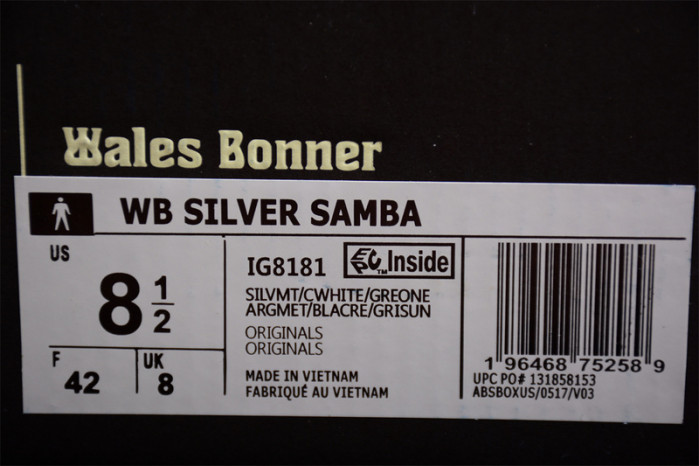 Wales Bonner
WB SILVER SAMBA
US
8 1/2
F
42
UK
8
IG8181
EPC™ Inside
SILVMT/CWHITE/GREONE
ARGMET/BLACRE/GRISUN
ORIGINALS
ORIGINALS
MADE IN VIETNAM
FABRIQUÉ AU VIETNAM
1 96468 75258 9
UPC PO# 131858153
ABSBOXUS/0517/V03